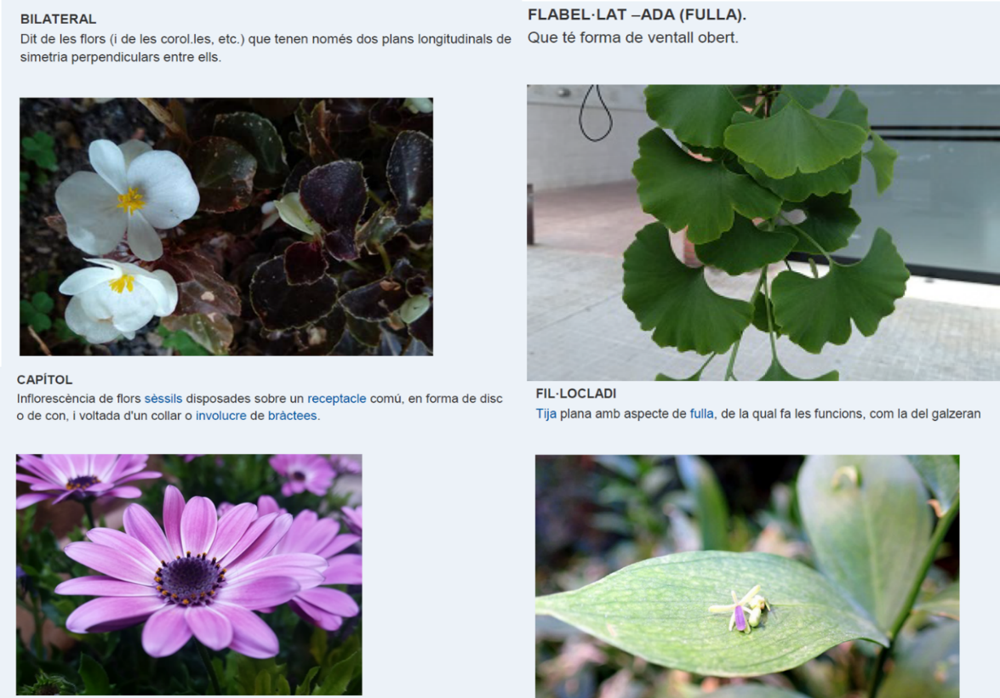 BILATERAL
Dit de les flors (i de les corol.les, etc.) que tenen només dos plans longitudinals de
simetria perpendiculars entre ells.
FLABEL·LAT –ADA (FULLA).
Que té forma de ventall obert.
CAPÍTOL
Inflorescència de flors sèssils disposades sobre un receptacle comú, en forma de disc
o de con, i voltada d'un collar o involucre de bràctees.
FIL·LOCLADI
Tija plana amb aspecte de fulla, de la qual fa les funcions, com la del galzeran